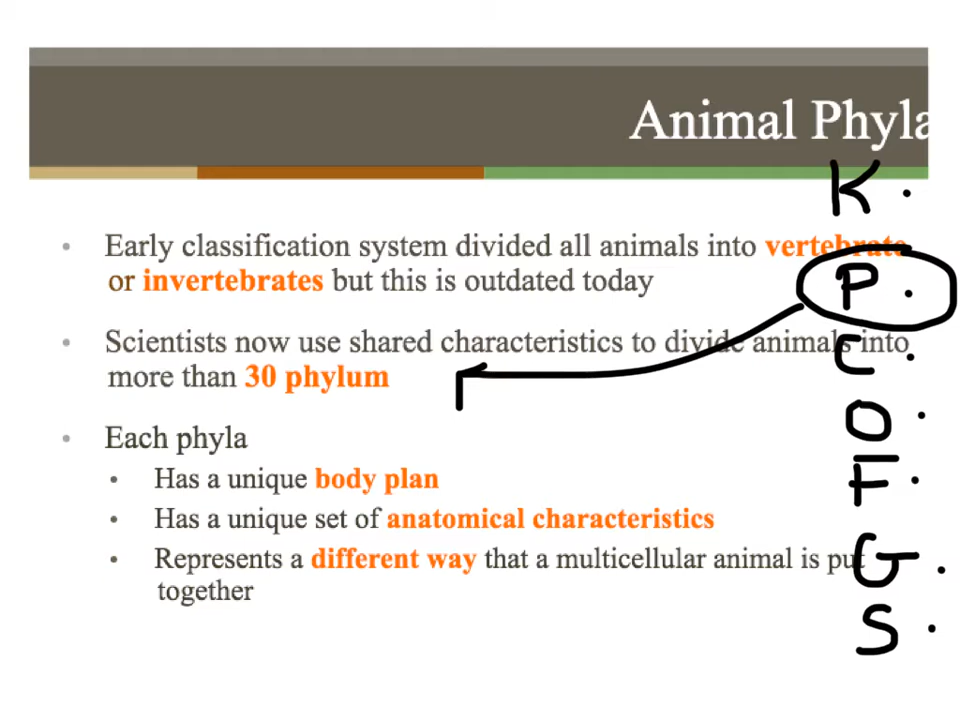 Animal Phyla
K.
• Early classification system divided all animals into vertebrate
or invertebrates but this is outdated today
P.
• Scientists now use shared characteristics to divide animals into
C.
more than 30 phylum
O.
• Each phyla
• Has a unique body plan
F.
• Has a unique set of anatomical characteristics
• Represents a different way that a multicellular animal is put
G.
together
S.